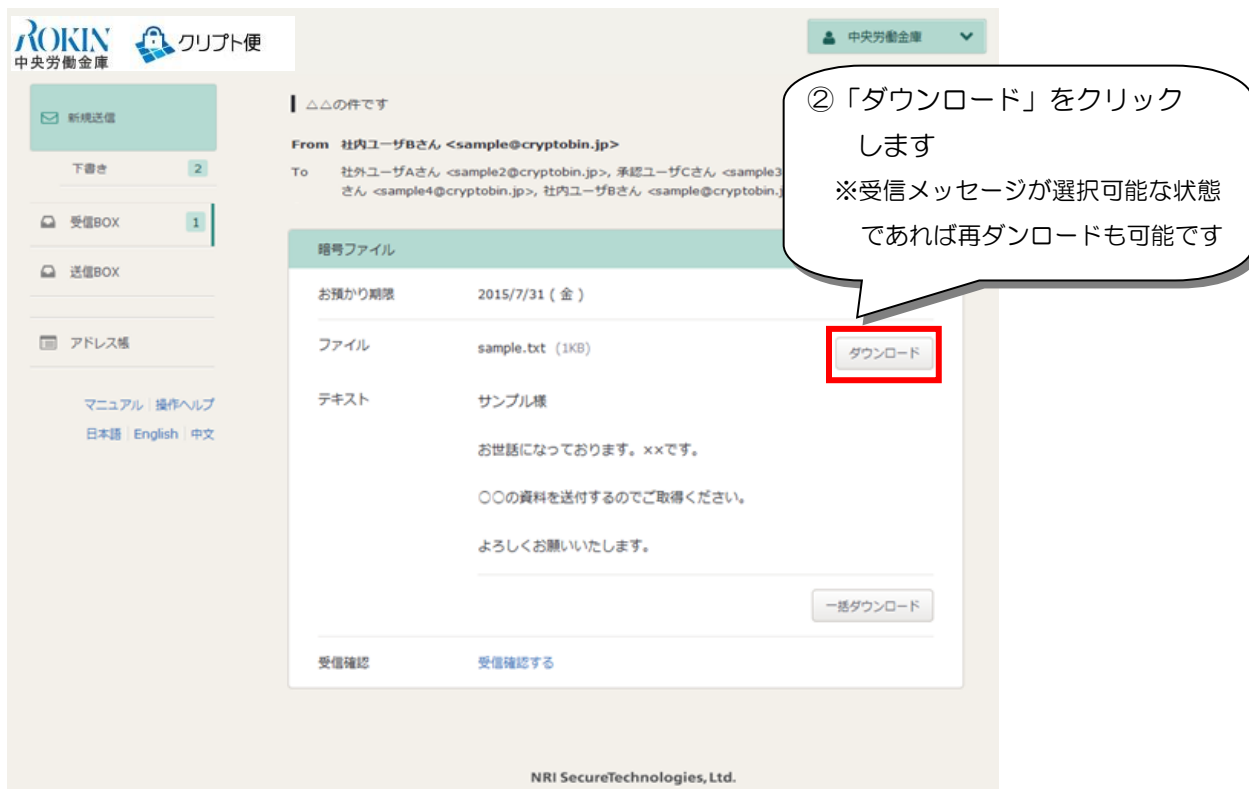 ROKIN
中央労働金庫
クリプト便
中央労働金庫
新規送信
下書き 2
受信BOX 1
送信BOX
アドレス帳
マニュアル 操作ヘルプ
日本語 English 中文
△△の件です
From 社内ユーザBさん <sample@cryptobin.jp>
To 社外ユーザAさん <sample2@cryptobin.jp>, 承認ユーザCさん <sample3
さん <sample4@cryptobin.jp>, 社内ユーザBさん <sample@cryptobin.j
②「ダウンロード」をクリック
します
※受信メッセージが選択可能な状態
であれば再ダンロードも可能です
暗号ファイル
お預かり期限 2015/7/31 ( 金 )
ファイル sample.txt (1KB) ダウンロード
テキスト サンプル様
お世話になっております。××です。
○○の資料を送付するのでご取得ください。
よろしくお願いいたします。
一括ダウンロード
受信確認 受信確認する
NRI SecureTechnologies,Ltd.